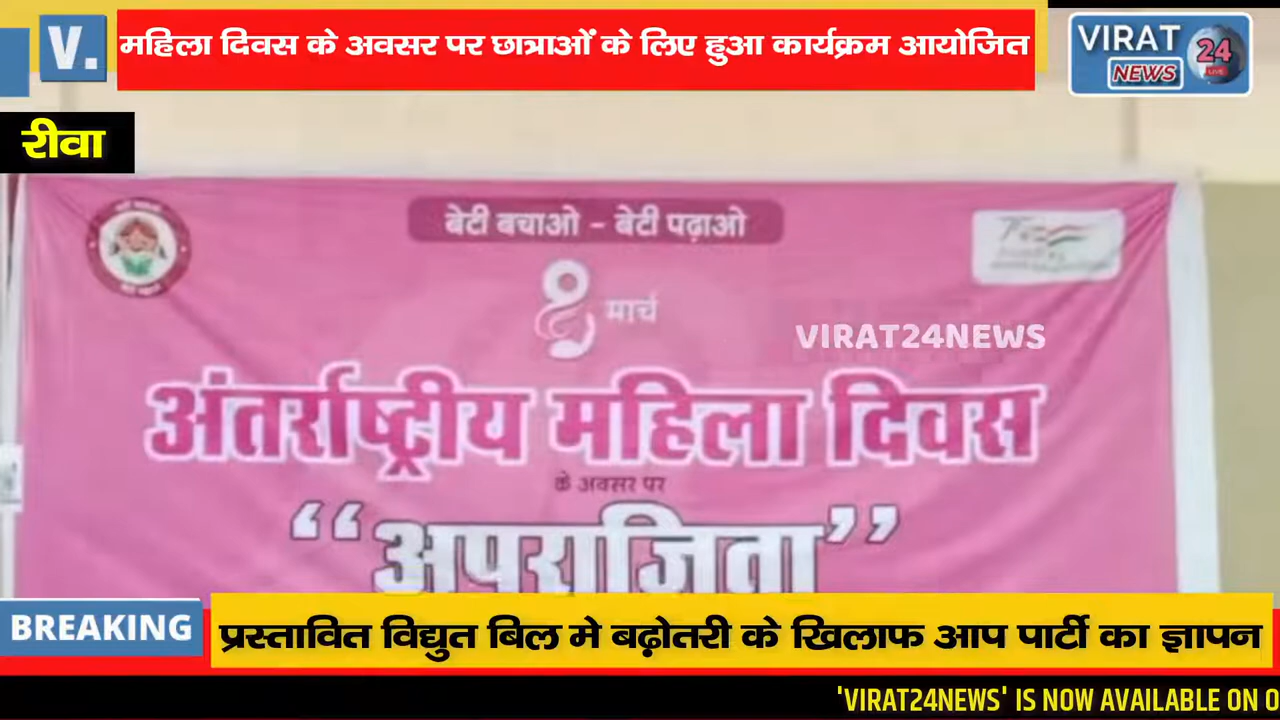 V.
महिला दिवस के अवसर पर छात्राओं के लिए हुआ कार्यक्रम आयोजित
VIRAT
24
NEWS
LIVE
रीवा
बेटी बचाओ - बेटी पढ़ाओ
8 मार्च
VIRAT24NEWS
अंतर्राष्ट्रीय महिला दिवस
के अवसर पर
“अपराजिता”
BREAKING
प्रस्तावित विद्युत बिल मे बढ़ोतरी के खिलाफ आप पार्टी का ज्ञापन
'VIRAT24NEWS' IS NOW AVAILABLE ON